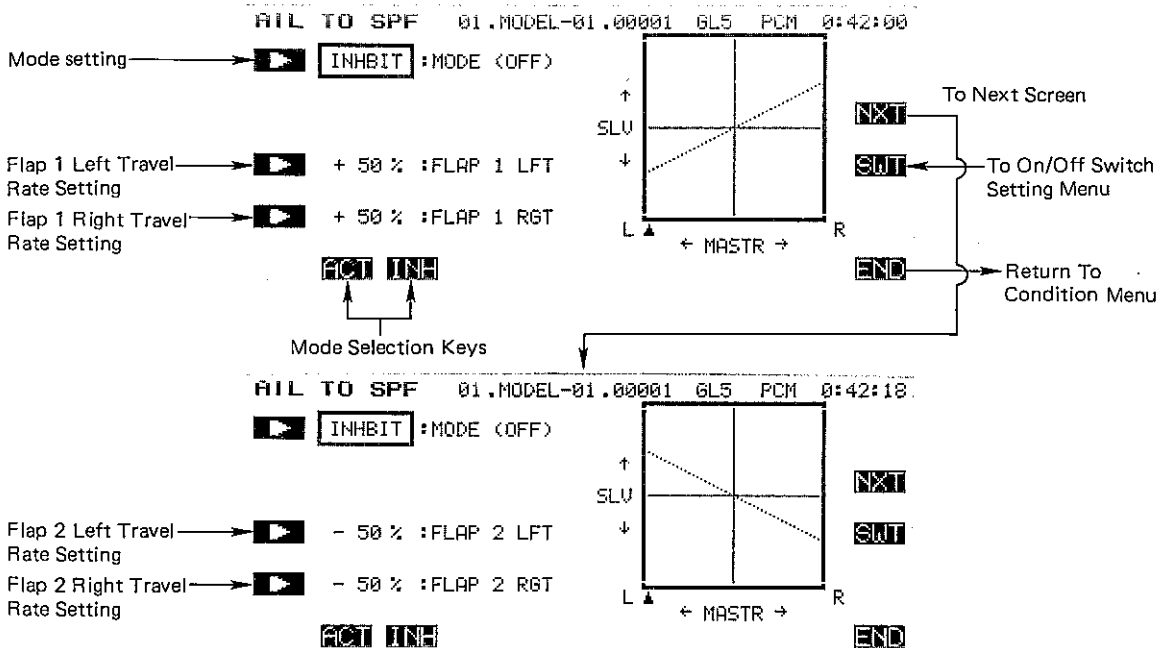 AIL TO SPF 01.MODEL-01.00001 GL5 PCM 0:42:00
Mode setting
INHBIT :MODE (OFF)
↑
SLV
↓
NXT
To Next Screen
SWT
To On/Off Switch
Setting Menu
Flap 1 Left Travel
Rate Setting
+ 50 % :FLAP 1 LFT
Flap 1 Right Travel
Rate Setting
+ 50 % :FLAP 1 RGT
L R
← MASTR →
ACT INH
END
Return To
Condition Menu
Mode Selection Keys
AIL TO SPF 01.MODEL-01.00001 GL5 PCM 0:42:18
INHBIT :MODE (OFF)
↑
SLV
↓
NXT
SWT
Flap 2 Left Travel
Rate Setting
- 50 % :FLAP 2 LFT
Flap 2 Right Travel
Rate Setting
- 50 % :FLAP 2 RGT
L R
← MASTR →
ACT INH
END